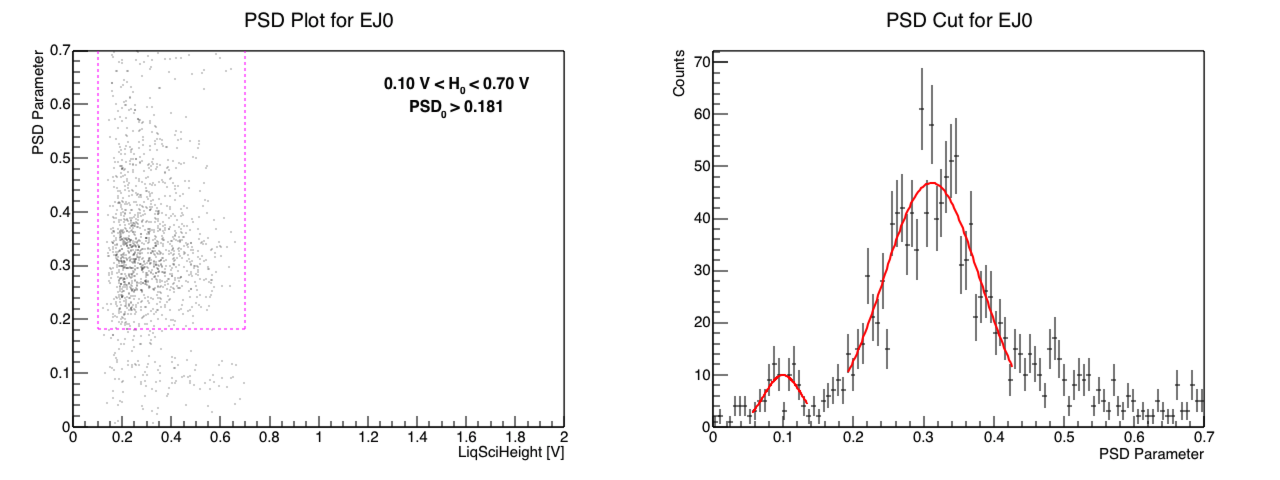 PSD Plot for EJ0
PSD Parameter
0.7
0.6
0.5
0.4
0.3
0.2
0.1
0
0.10 V < H0 < 0.70 V
PSD0 > 0.181
0 0.2 0.4 0.6 0.8 1 1.2 1.4 1.6 1.8 2
LiqSciHeight [V]
PSD Cut for EJ0
Counts
70
60
50
40
30
20
10
0
0 0.1 0.2 0.3 0.4 0.5 0.6 0.7
PSD Parameter